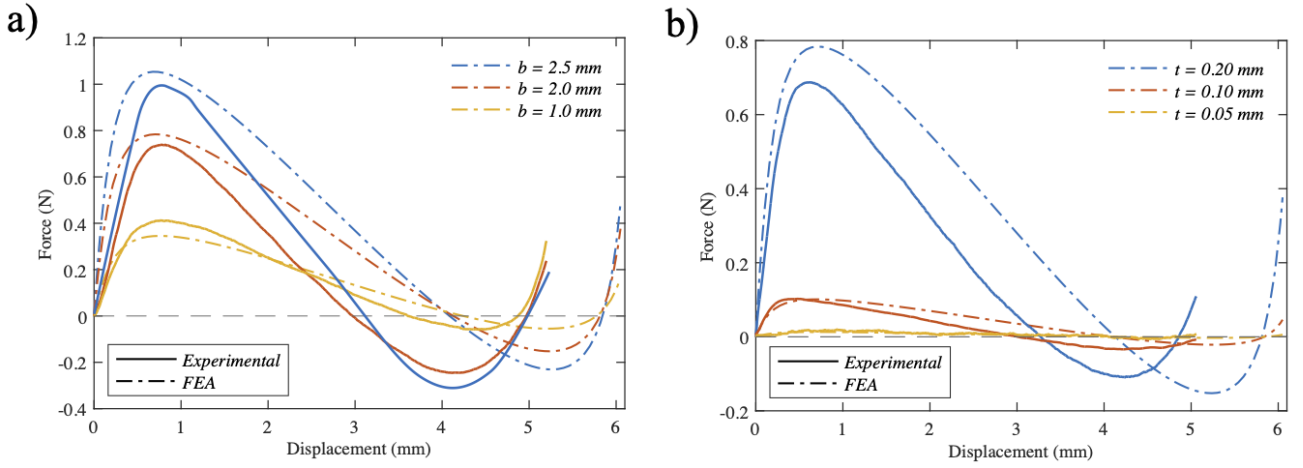 a)
1.2
1
0.8
0.6
0.4
0.2
0
-0.2
-0.4
Force (N)
b = 2.5 mm
b = 2.0 mm
b = 1.0 mm
Experimental
FEA
0 1 2 3 4 5 6
Displacement (mm)
b)
0.8
0.6
0.4
0.2
0
-0.2
Force (N)
t = 0.20 mm
t = 0.10 mm
t = 0.05 mm
Experimental
FEA
0 1 2 3 4 5 6
Displacement (mm)